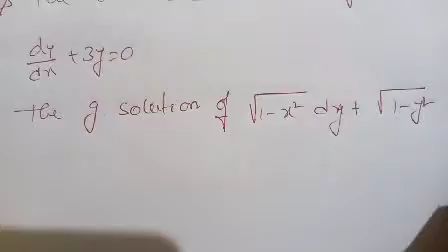 dy/dx + 3y = 0
The g solution of √1-x² dy + √1-y²